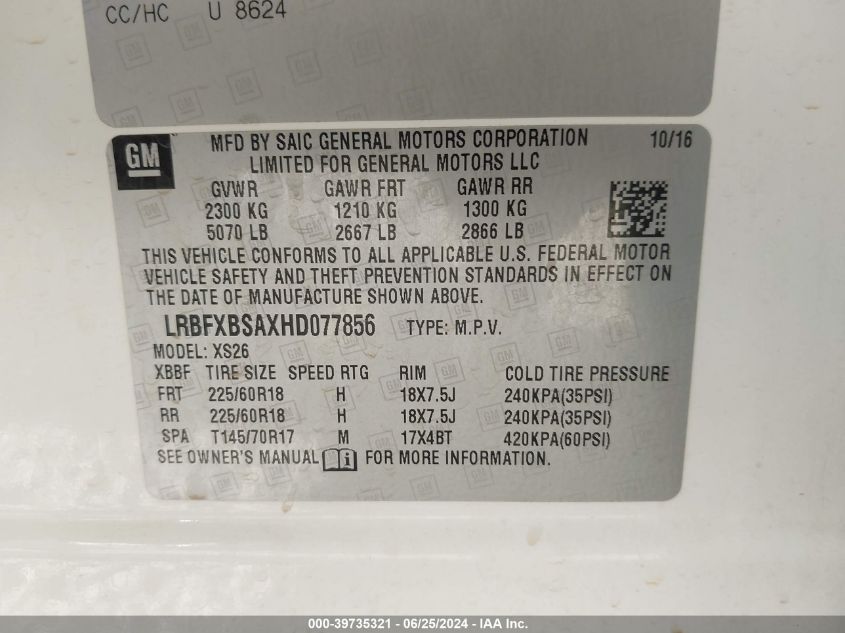 CC/HC U 8624
GM MFD BY SAIC GENERAL MOTORS CORPORATION 10/16
LIMITED FOR GENERAL MOTORS LLC
GVWR GAWR FRT GAWR RR
2300 KG 1210 KG 1300 KG
5070 LB 2667 LB 2866 LB
THIS VEHICLE CONFORMS TO ALL APPLICABLE U.S. FEDERAL MOTOR
VEHICLE SAFETY AND THEFT PREVENTION STANDARDS IN EFFECT ON
THE DATE OF MANUFACTURE SHOWN ABOVE.
LRBFXBSAXHD077856 TYPE: M.P.V.
MODEL: XS26
XBBF TIRE SIZE SPEED RTG RIM COLD TIRE PRESSURE
FRT 225/60R18 H 18X7.5J 240KPA(35PSI)
RR 225/60R18 H 18X7.5J 240KPA(35PSI)
SPA T145/70R17 M 17X4BT 420KPA(60PSI)
SEE OWNER'S MANUAL FOR MORE INFORMATION.
000-39735321 - 06/25/2024 - IAA Inc.